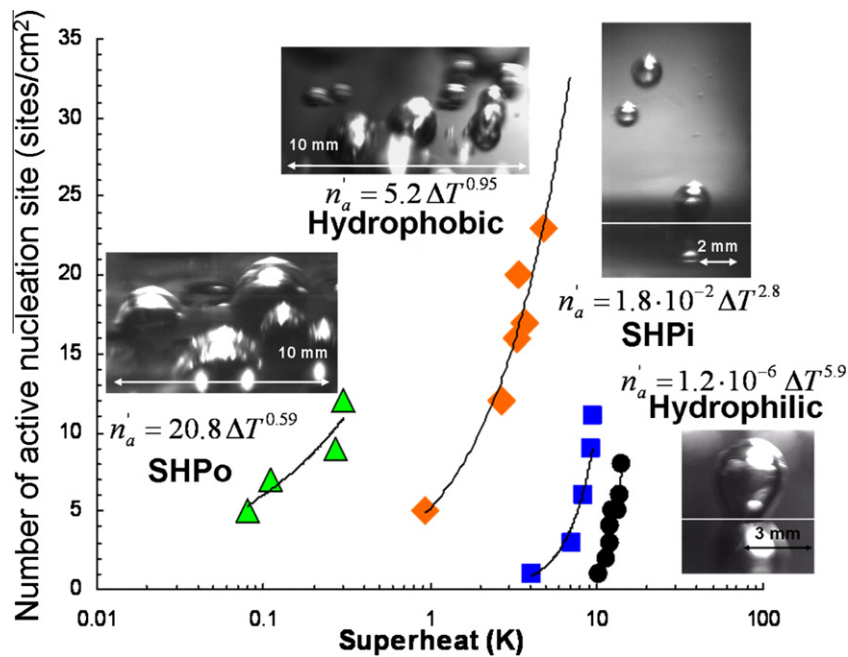 Number of active nucleation site (sites/cm²)
35
30
25
20
15
10
5
0
0.01
0.1
1
10
100
Superheat (K)
10 mm
n'ₐ = 5.2 ΔT^0.95
Hydrophobic
2 mm
n'ₐ = 1.8·10⁻² ΔT^2.8
SHPi
10 mm
n'ₐ = 20.8 ΔT^0.59
SHPo
n'ₐ = 1.2·10⁻⁶ ΔT^5.9
Hydrophilic
3 mm